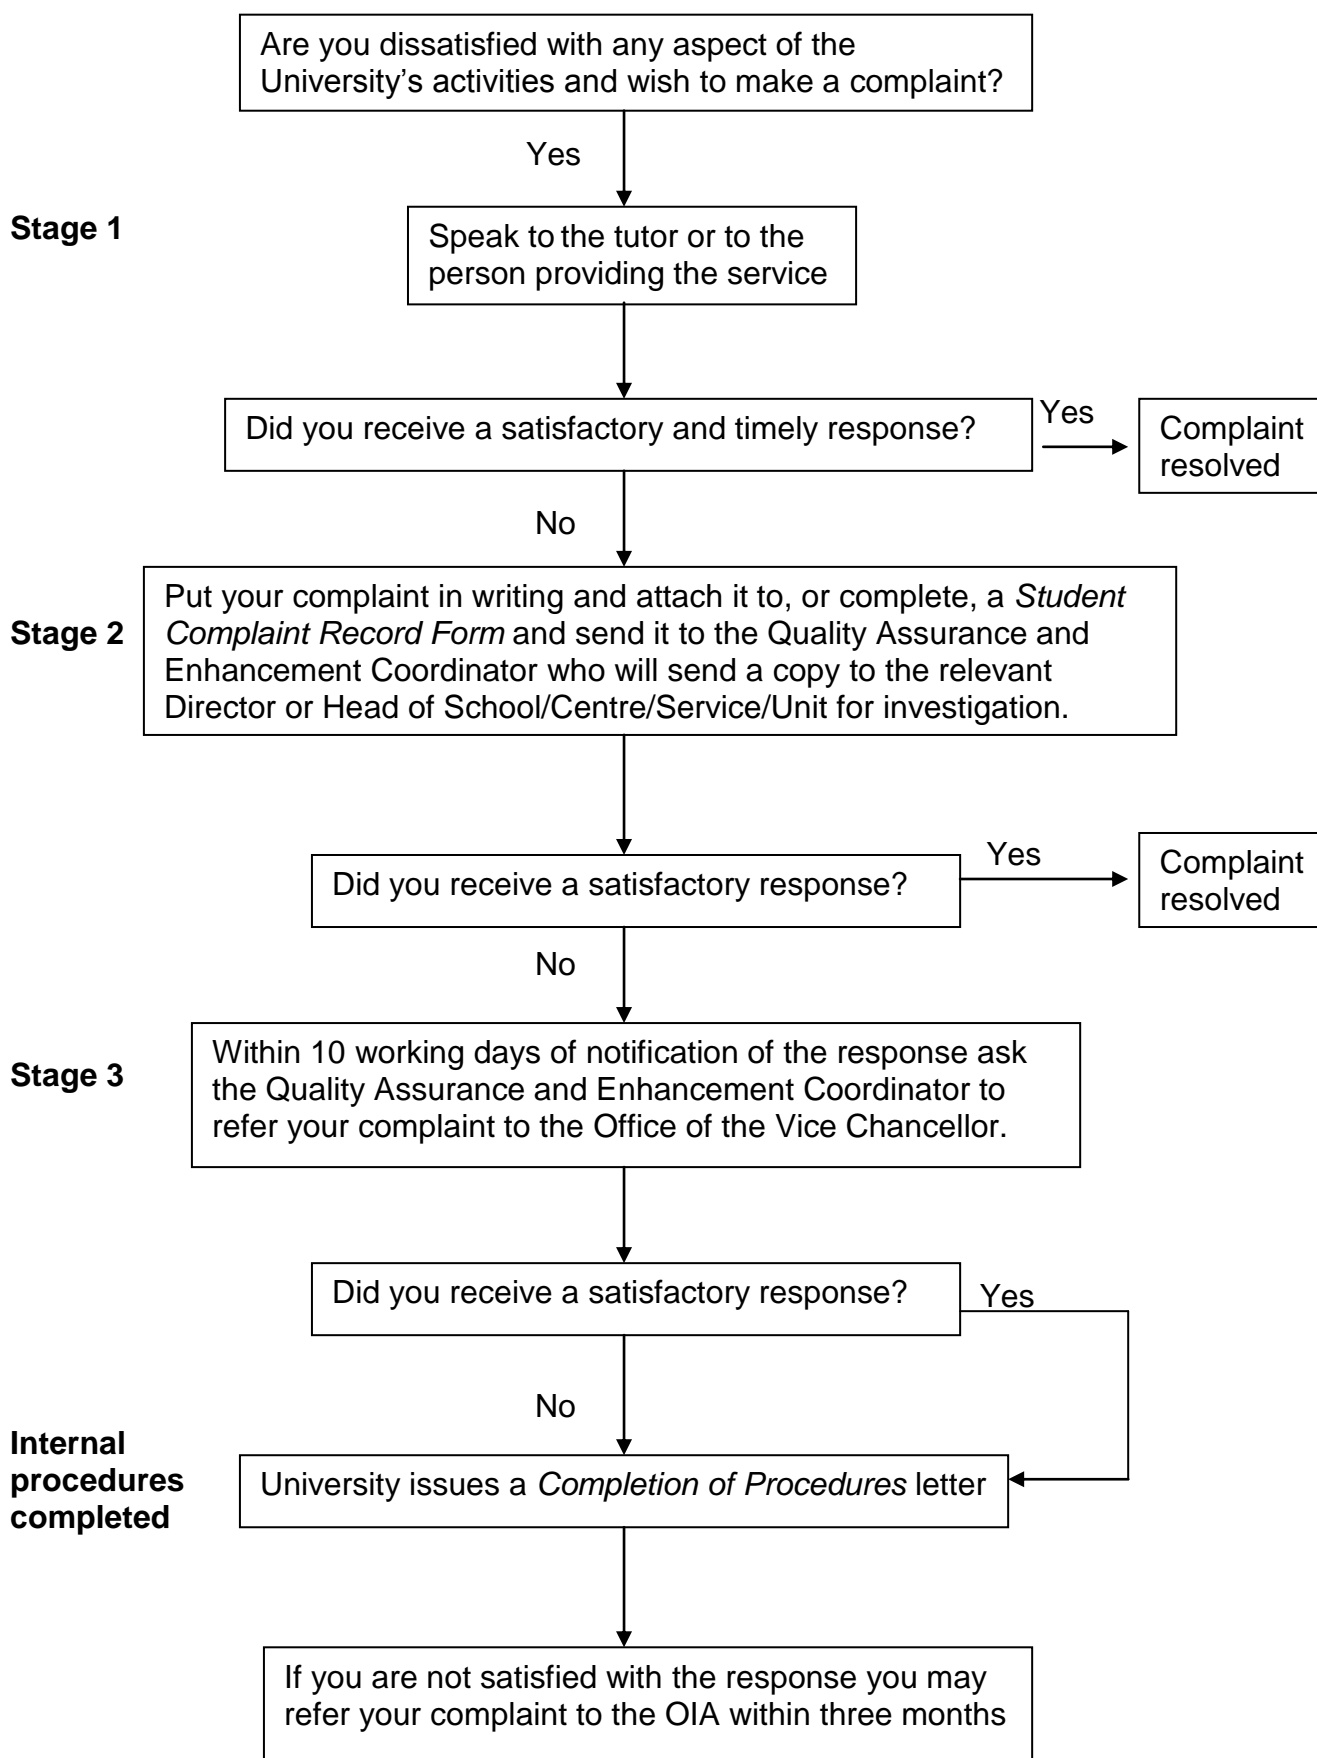 Are you dissatisfied with any aspect of the
University’s activities and wish to make a complaint?
Yes
Stage 1
Speak to the tutor or to the
person providing the service
Did you receive a satisfactory and timely response?
Yes
Complaint
resolved
No
Stage 2
Put your complaint in writing and attach it to, or complete, a Student
Complaint Record Form and send it to the Quality Assurance and
Enhancement Coordinator who will send a copy to the relevant
Director or Head of School/Centre/Service/Unit for investigation.
Did you receive a satisfactory response?
Yes
Complaint
resolved
No
Stage 3
Within 10 working days of notification of the response ask
the Quality Assurance and Enhancement Coordinator to
refer your complaint to the Office of the Vice Chancellor.
Did you receive a satisfactory response?
Yes
No
Internal
procedures
completed
University issues a Completion of Procedures letter
If you are not satisfied with the response you may
refer your complaint to the OIA within three months